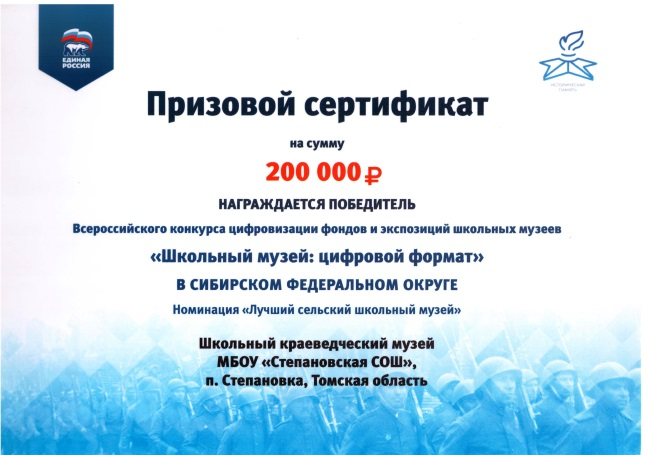 ЕДИНАЯ
РОССИЯ
ИСТОРИЧЕСКАЯ
ПАМЯТЬ
Призовой сертификат
на сумму
200 000 ₽
НАГРАЖДАЕТСЯ ПОБЕДИТЕЛЬ
Всероссийского конкурса цифровизации фондов и экспозиций школьных музеев
«Школьный музей: цифровой формат»
В СИБИРСКОМ ФЕДЕРАЛЬНОМ ОКРУГЕ
Номинация «Лучший сельский школьный музей»
Школьный краеведческий музей
МБОУ «Степановская СОШ»,
п. Степановка, Томская область